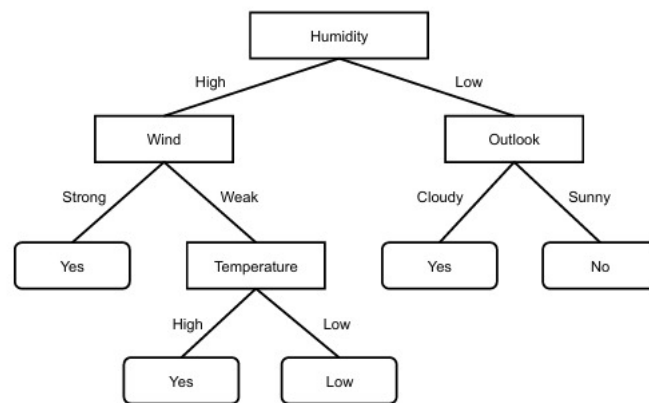 Humidity
High
Low
Wind
Outlook
Strong
Weak
Cloudy
Sunny
Yes
Temperature
Yes
No
High
Low
Yes
Low